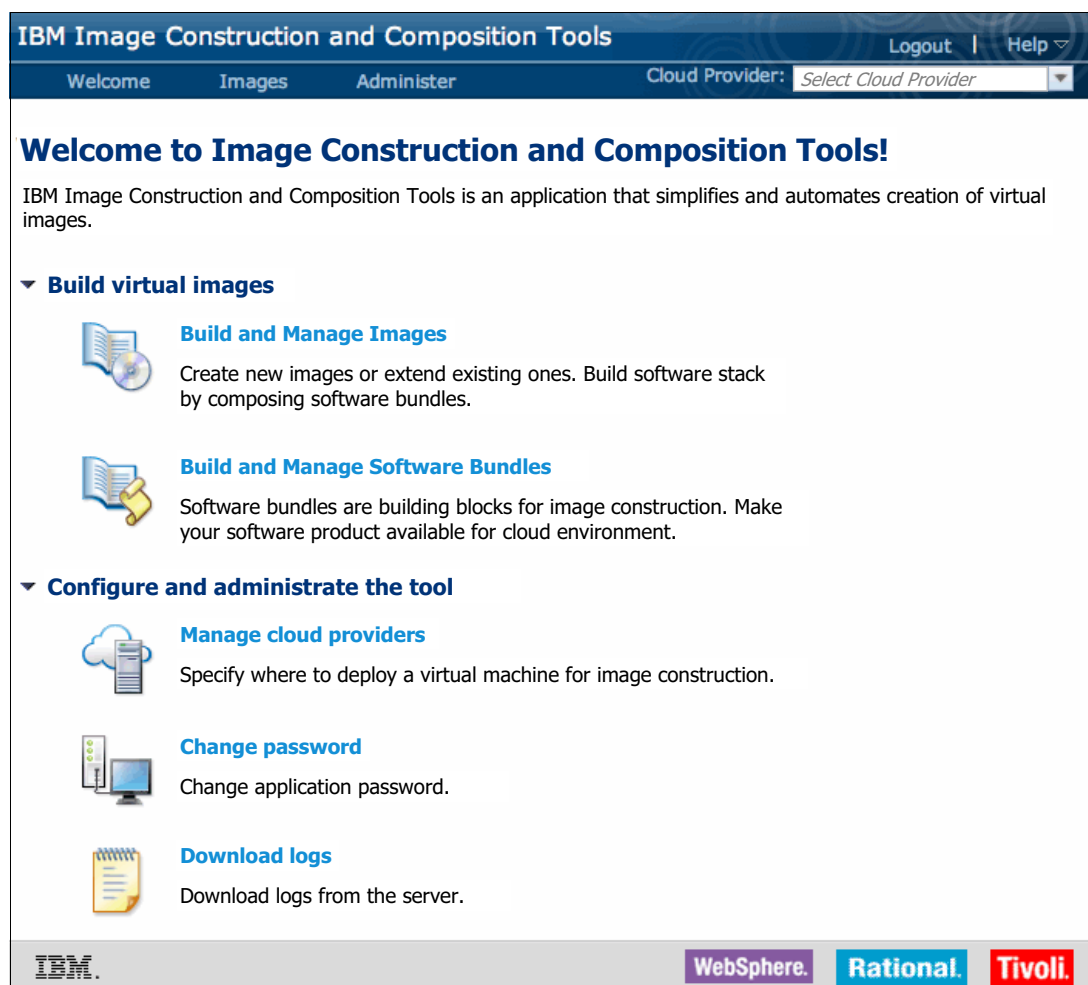 IBM Image Construction and Composition Tools
Logout | Help
Welcome Images Administer Cloud Provider: Select Cloud Provider
Welcome to Image Construction and Composition Tools!
IBM Image Construction and Composition Tools is an application that simplifies and automates creation of virtual
images.
Build virtual images
Build and Manage Images
Create new images or extend existing ones. Build software stack
by composing software bundles.
Build and Manage Software Bundles
Software bundles are building blocks for image construction. Make
your software product available for cloud environment.
Configure and administrate the tool
Manage cloud providers
Specify where to deploy a virtual machine for image construction.
Change password
Change application password.
Download logs
Download logs from the server.
IBM. WebSphere. Rational. Tivoli.